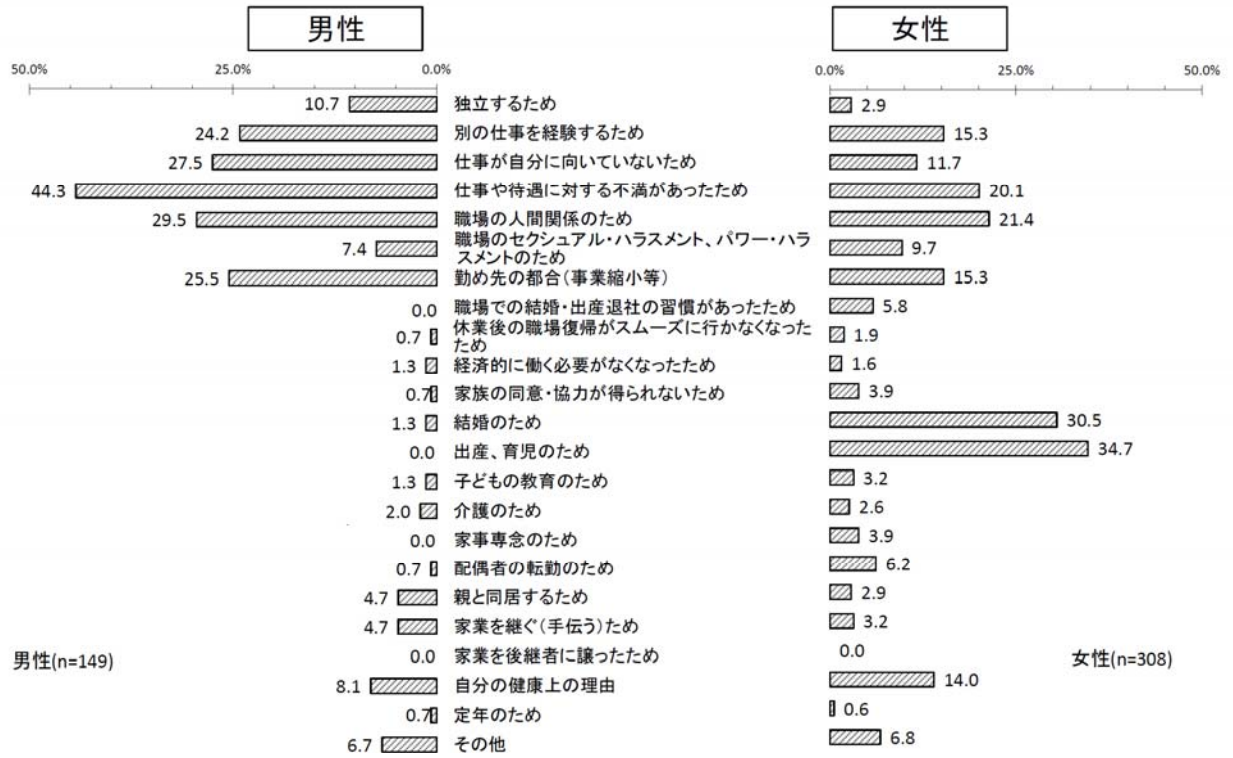 男性
女性
50.0% 25.0% 0.0%
0.0% 25.0% 50.0%
10.7 独立するため 2.9
24.2 別の仕事を経験するため 15.3
27.5 仕事が自分に向いていないため 11.7
44.3 仕事や待遇に対する不満があったため 20.1
29.5 職場の人間関係のため 21.4
7.4 職場のセクシュアル・ハラスメント、パワー・ハラ
スメントのため 9.7
25.5 勤め先の都合(事業縮小等) 15.3
0.0 職場での結婚・出産退社の習慣があったため 5.8
0.7 休業後の職場復帰がスムーズに行かなくなった
ため 1.9
1.3 経済的に働く必要がなくなったため 1.6
0.7 家族の同意・協力が得られないため 3.9
1.3 結婚のため 30.5
0.0 出産、育児のため 34.7
1.3 子どもの教育のため 3.2
2.0 介護のため 2.6
0.0 家事専念のため 3.9
0.7 配偶者の転勤のため 6.2
4.7 親と同居するため 2.9
4.7 家業を継ぐ(手伝う)ため 3.2
男性(n=149) 0.0 家業を後継者に譲ったため 0.0 女性(n=308)
8.1 自分の健康上の理由 14.0
0.7 定年のため 0.6
6.7 その他 6.8